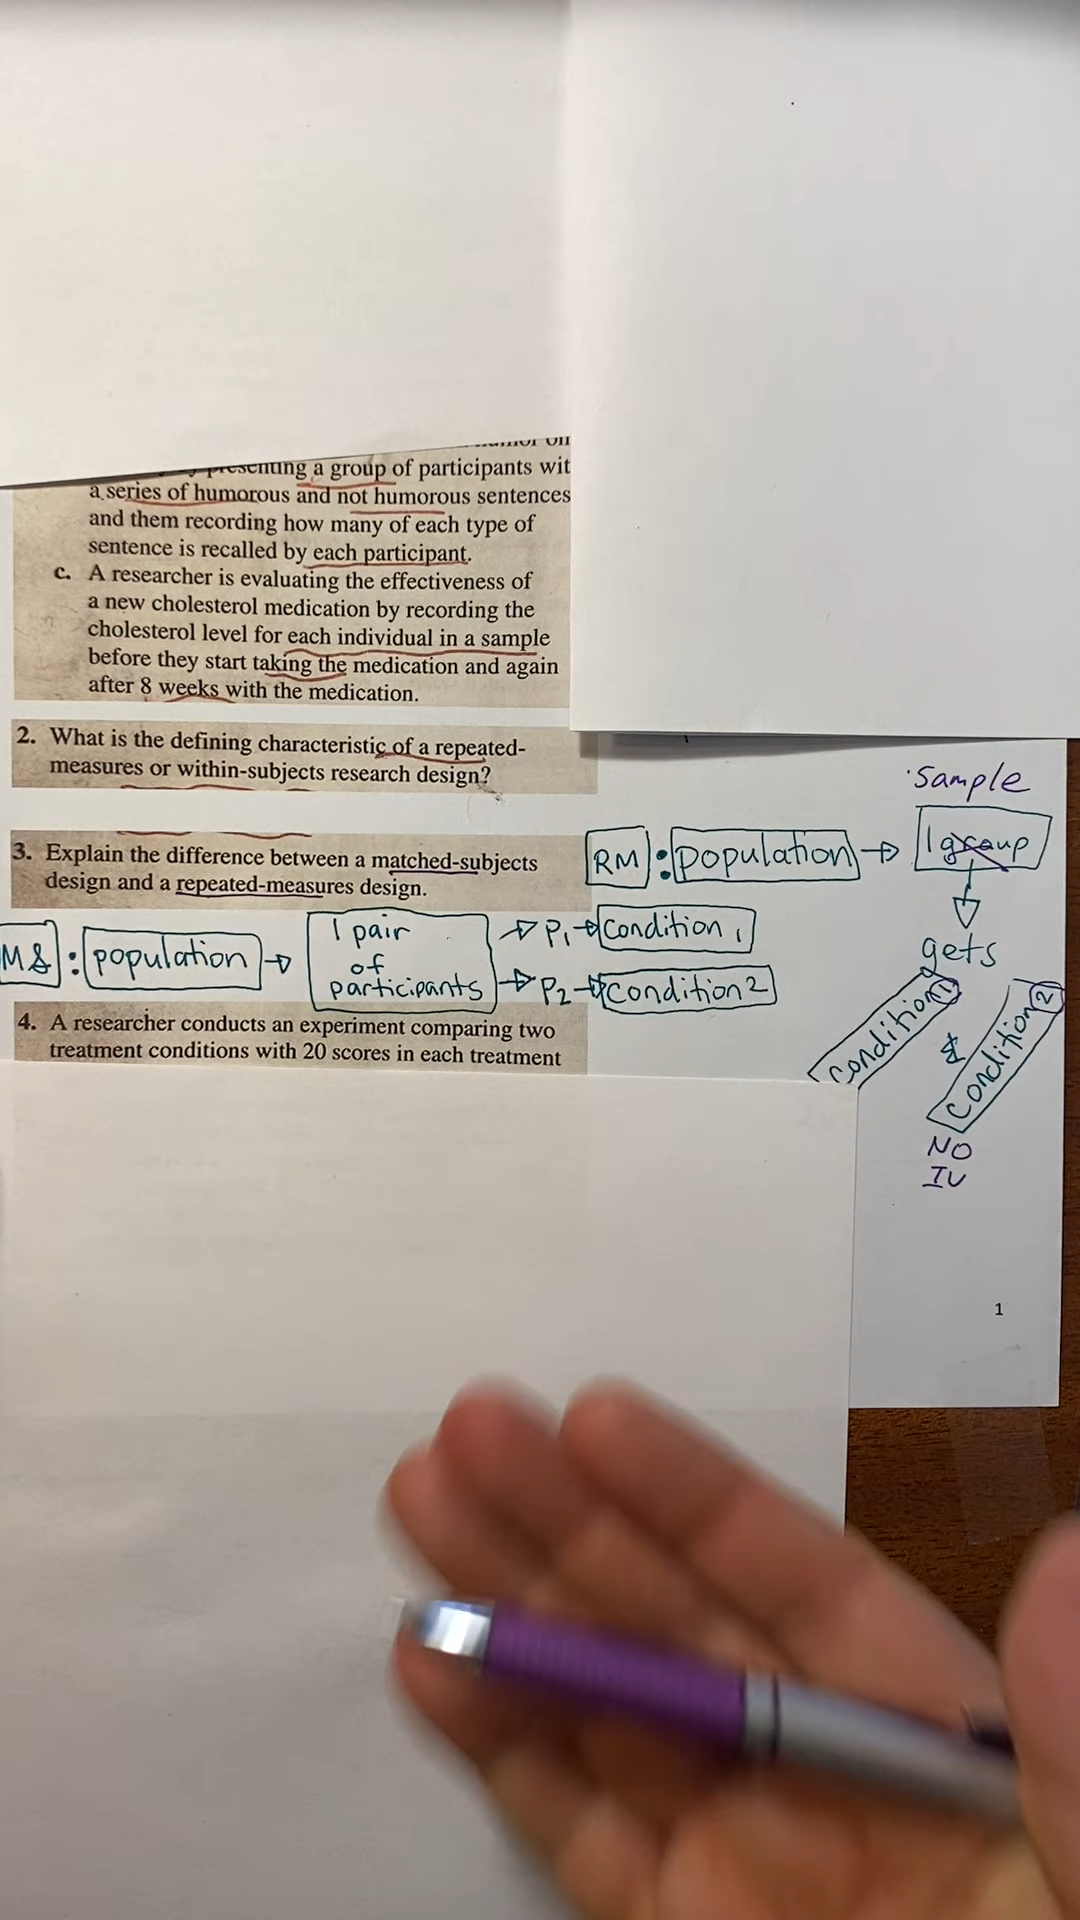 presenting a group of participants wit
a series of humorous and not humorous sentences
and them recording how many of each type of
sentence is recalled by each participant.
c. A researcher is evaluating the effectiveness of
a new cholesterol medication by recording the
cholesterol level for each individual in a sample
before they start taking the medication and again
after 8 weeks with the medication.
2. What is the defining characteristic of a repeated-
measures or within-subjects research design?
3. Explain the difference between a matched-subjects
design and a repeated-measures design.
Sample
RM : population → 1 group
gets
condition 1
&
Condition 2
NO
IV
MS : population →
1 pair
of
participants
→ P1 → Condition 1
→ P2 → Condition 2
4. A researcher conducts an experiment comparing two
treatment conditions with 20 scores in each treatment
1